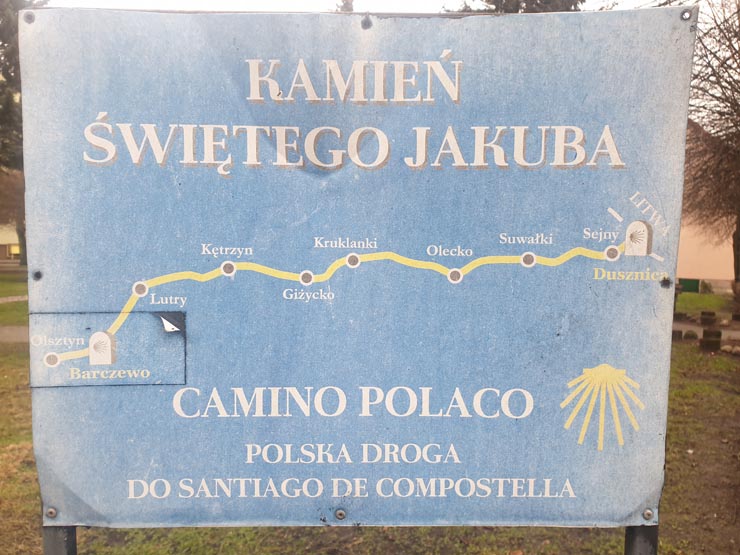 KAMIEŃ
ŚWIĘTEGO JAKUBA
LITWA
Sejny
Dusznica
Suwałki
Olecko
Kruklanki
Giżycko
Kętrzyn
Lutry
Olsztyn
Barczewo
CAMINO POLACO
POLSKA DROGA
DO SANTIAGO DE COMPOSTELLA